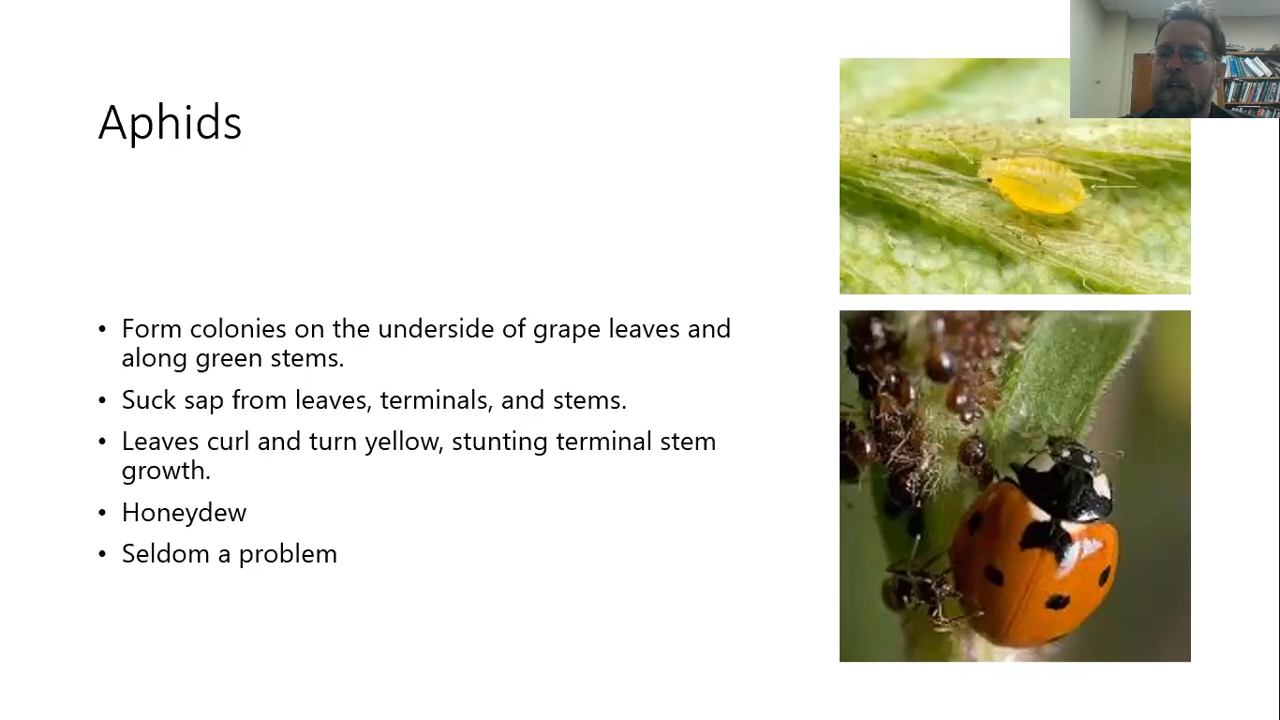 Aphids
• Form colonies on the underside of grape leaves and
along green stems.
• Suck sap from leaves, terminals, and stems.
• Leaves curl and turn yellow, stunting terminal stem
growth.
• Honeydew
• Seldom a problem